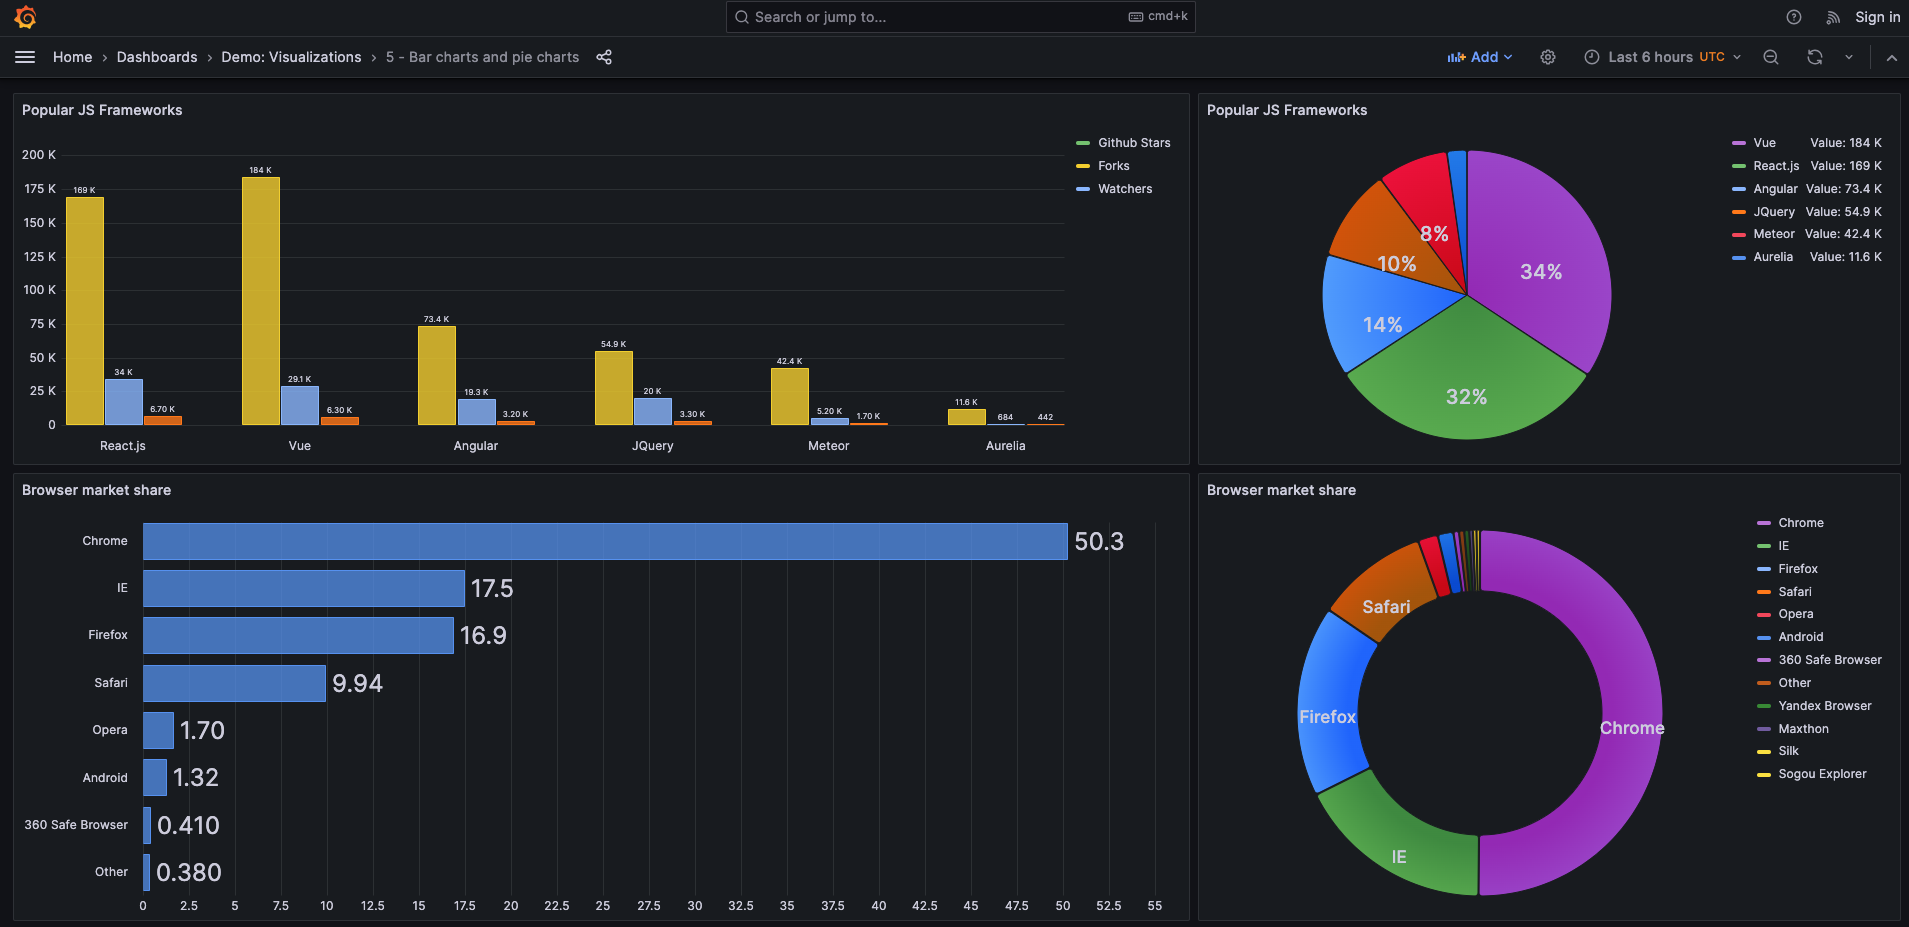 Search or jump to...
cmd+k
Sign in
Home › Dashboards › Demo: Visualizations › 5 - Bar charts and pie charts
Add
Last 6 hours UTC
Popular JS Frameworks
200 K
175 K
150 K
125 K
100 K
75 K
50 K
25 K
0
169 K
34 K
6.70 K
184 K
29.1 K
6.30 K
73.4 K
19.3 K
3.20 K
54.9 K
20 K
3.30 K
42.4 K
5.20 K
1.70 K
11.6 K
684
442
React.js
Vue
Angular
JQuery
Meteor
Aurelia
Github Stars
Forks
Watchers
Popular JS Frameworks
34%
32%
14%
10%
8%
Vue Value: 184 K
React.js Value: 169 K
Angular Value: 73.4 K
JQuery Value: 54.9 K
Meteor Value: 42.4 K
Aurelia Value: 11.6 K
Browser market share
Chrome 50.3
IE 17.5
Firefox 16.9
Safari 9.94
Opera 1.70
Android 1.32
360 Safe Browser 0.410
Other 0.380
0 2.5 5 7.5 10 12.5 15 17.5 20 22.5 25 27.5 30 32.5 35 37.5 40 42.5 45 47.5 50 52.5 55
Browser market share
Safari
Firefox
Chrome
IE
Chrome
IE
Firefox
Safari
Opera
Android
360 Safe Browser
Other
Yandex Browser
Maxthon
Silk
Sogou Explorer